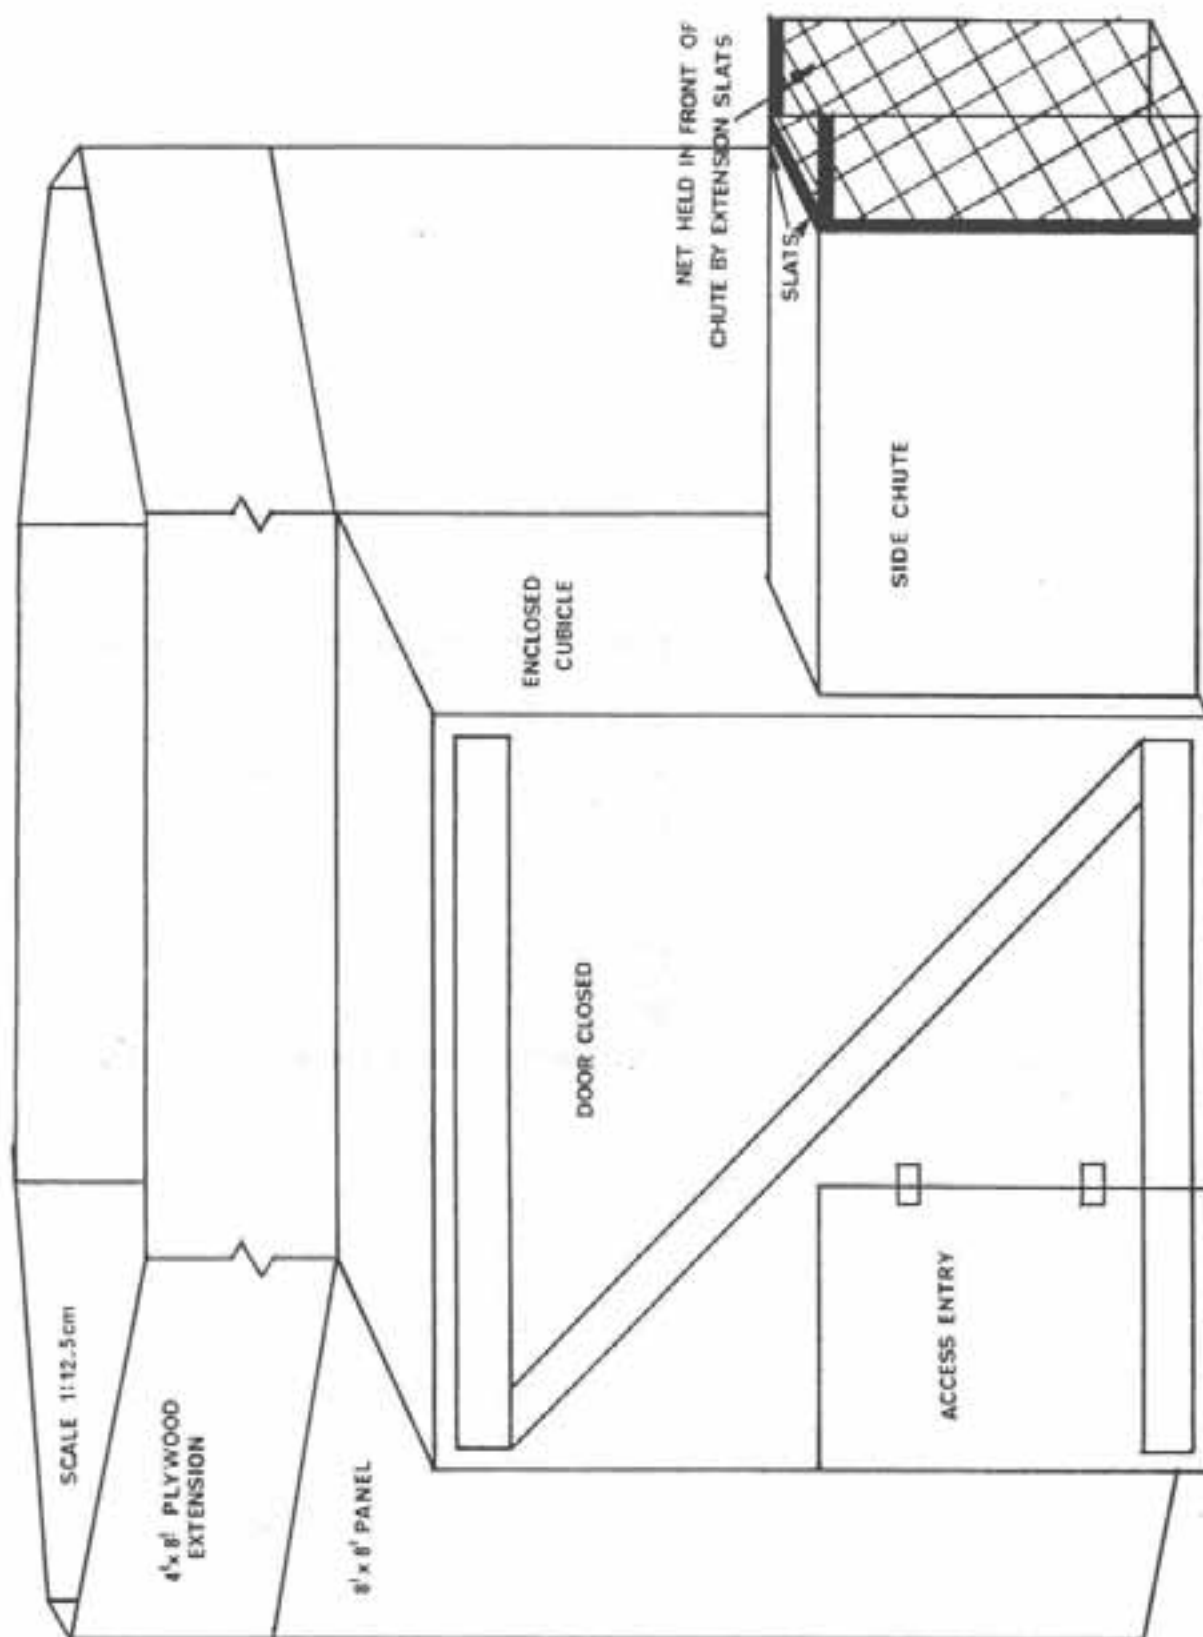 SCALE 1:12.5cm
4'x 8' PLYWOOD
EXTENSION
8' x 8' PANEL
ENCLOSED
CUBICLE
DOOR CLOSED
ACCESS ENTRY
NET HELD IN FRONT OF
CHUTE BY EXTENSION SLATS
SLATS
SIDE CHUTE